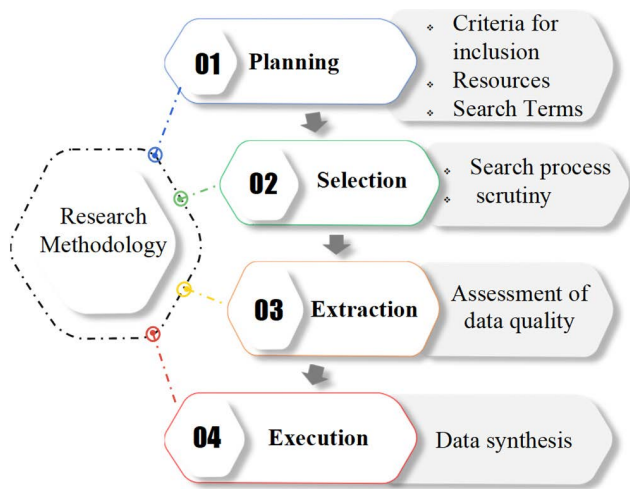 01
Planning
❖ Criteria for
inclusion
❖ Resources
❖ Search Terms
Research
Methodology
02
Selection
❖ Search process
❖ scrutiny
03
Extraction
Assessment of
data quality
04
Execution
Data synthesis